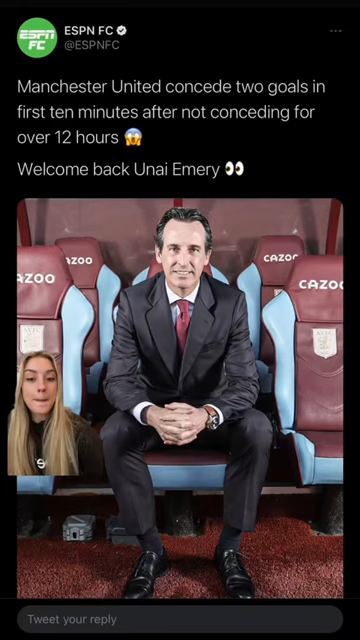 ESPN FC
ESPN FC
@ESPNFC
Manchester United concede two goals in
first ten minutes after not conceding for
over 12 hours 😱
Welcome back Unai Emery 👀
CAZOO
CAZOO
AZOO
CAZOO
Tweet your reply